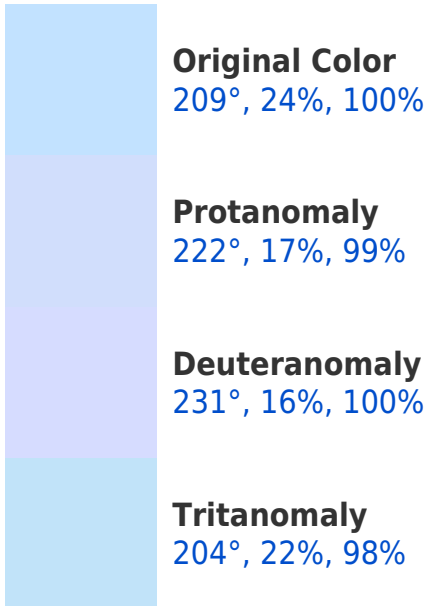 Original Color
209°, 24%, 100%
Protanomaly
222°, 17%, 99%
Deuteranomaly
231°, 16%, 100%
Tritanomaly
204°, 22%, 98%